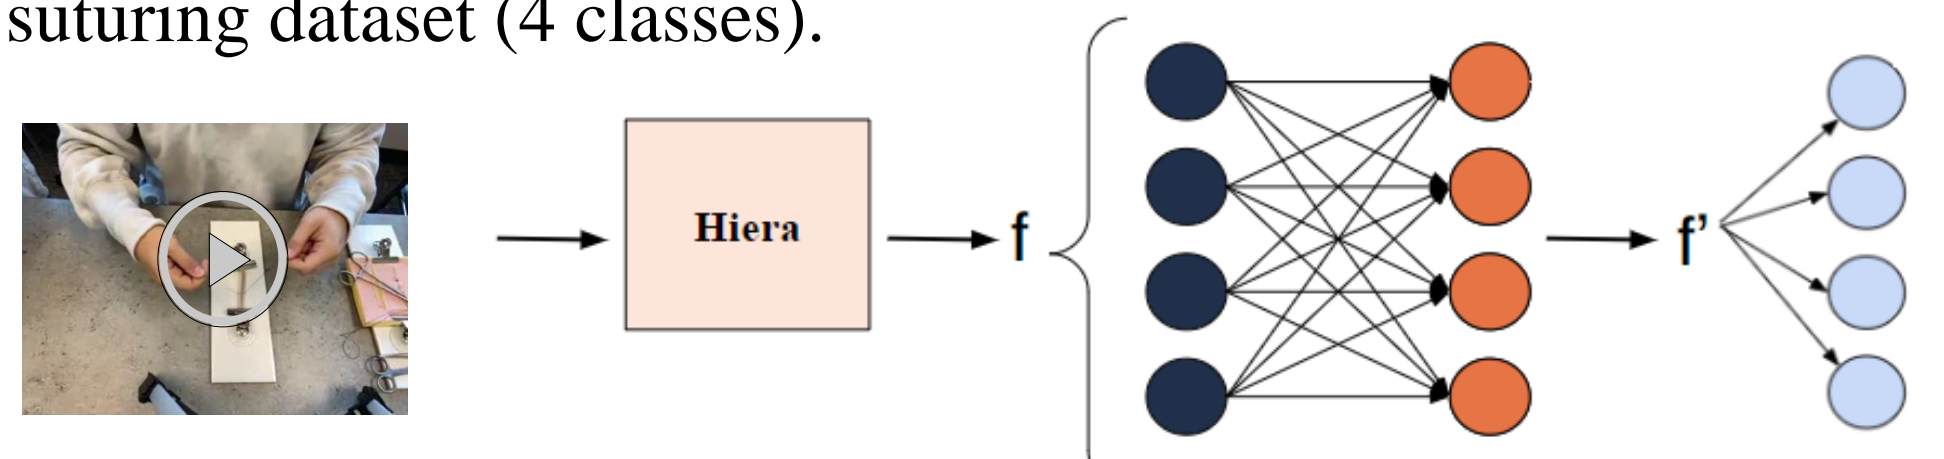 suturing dataset (4 classes).
Hiera
f
f’